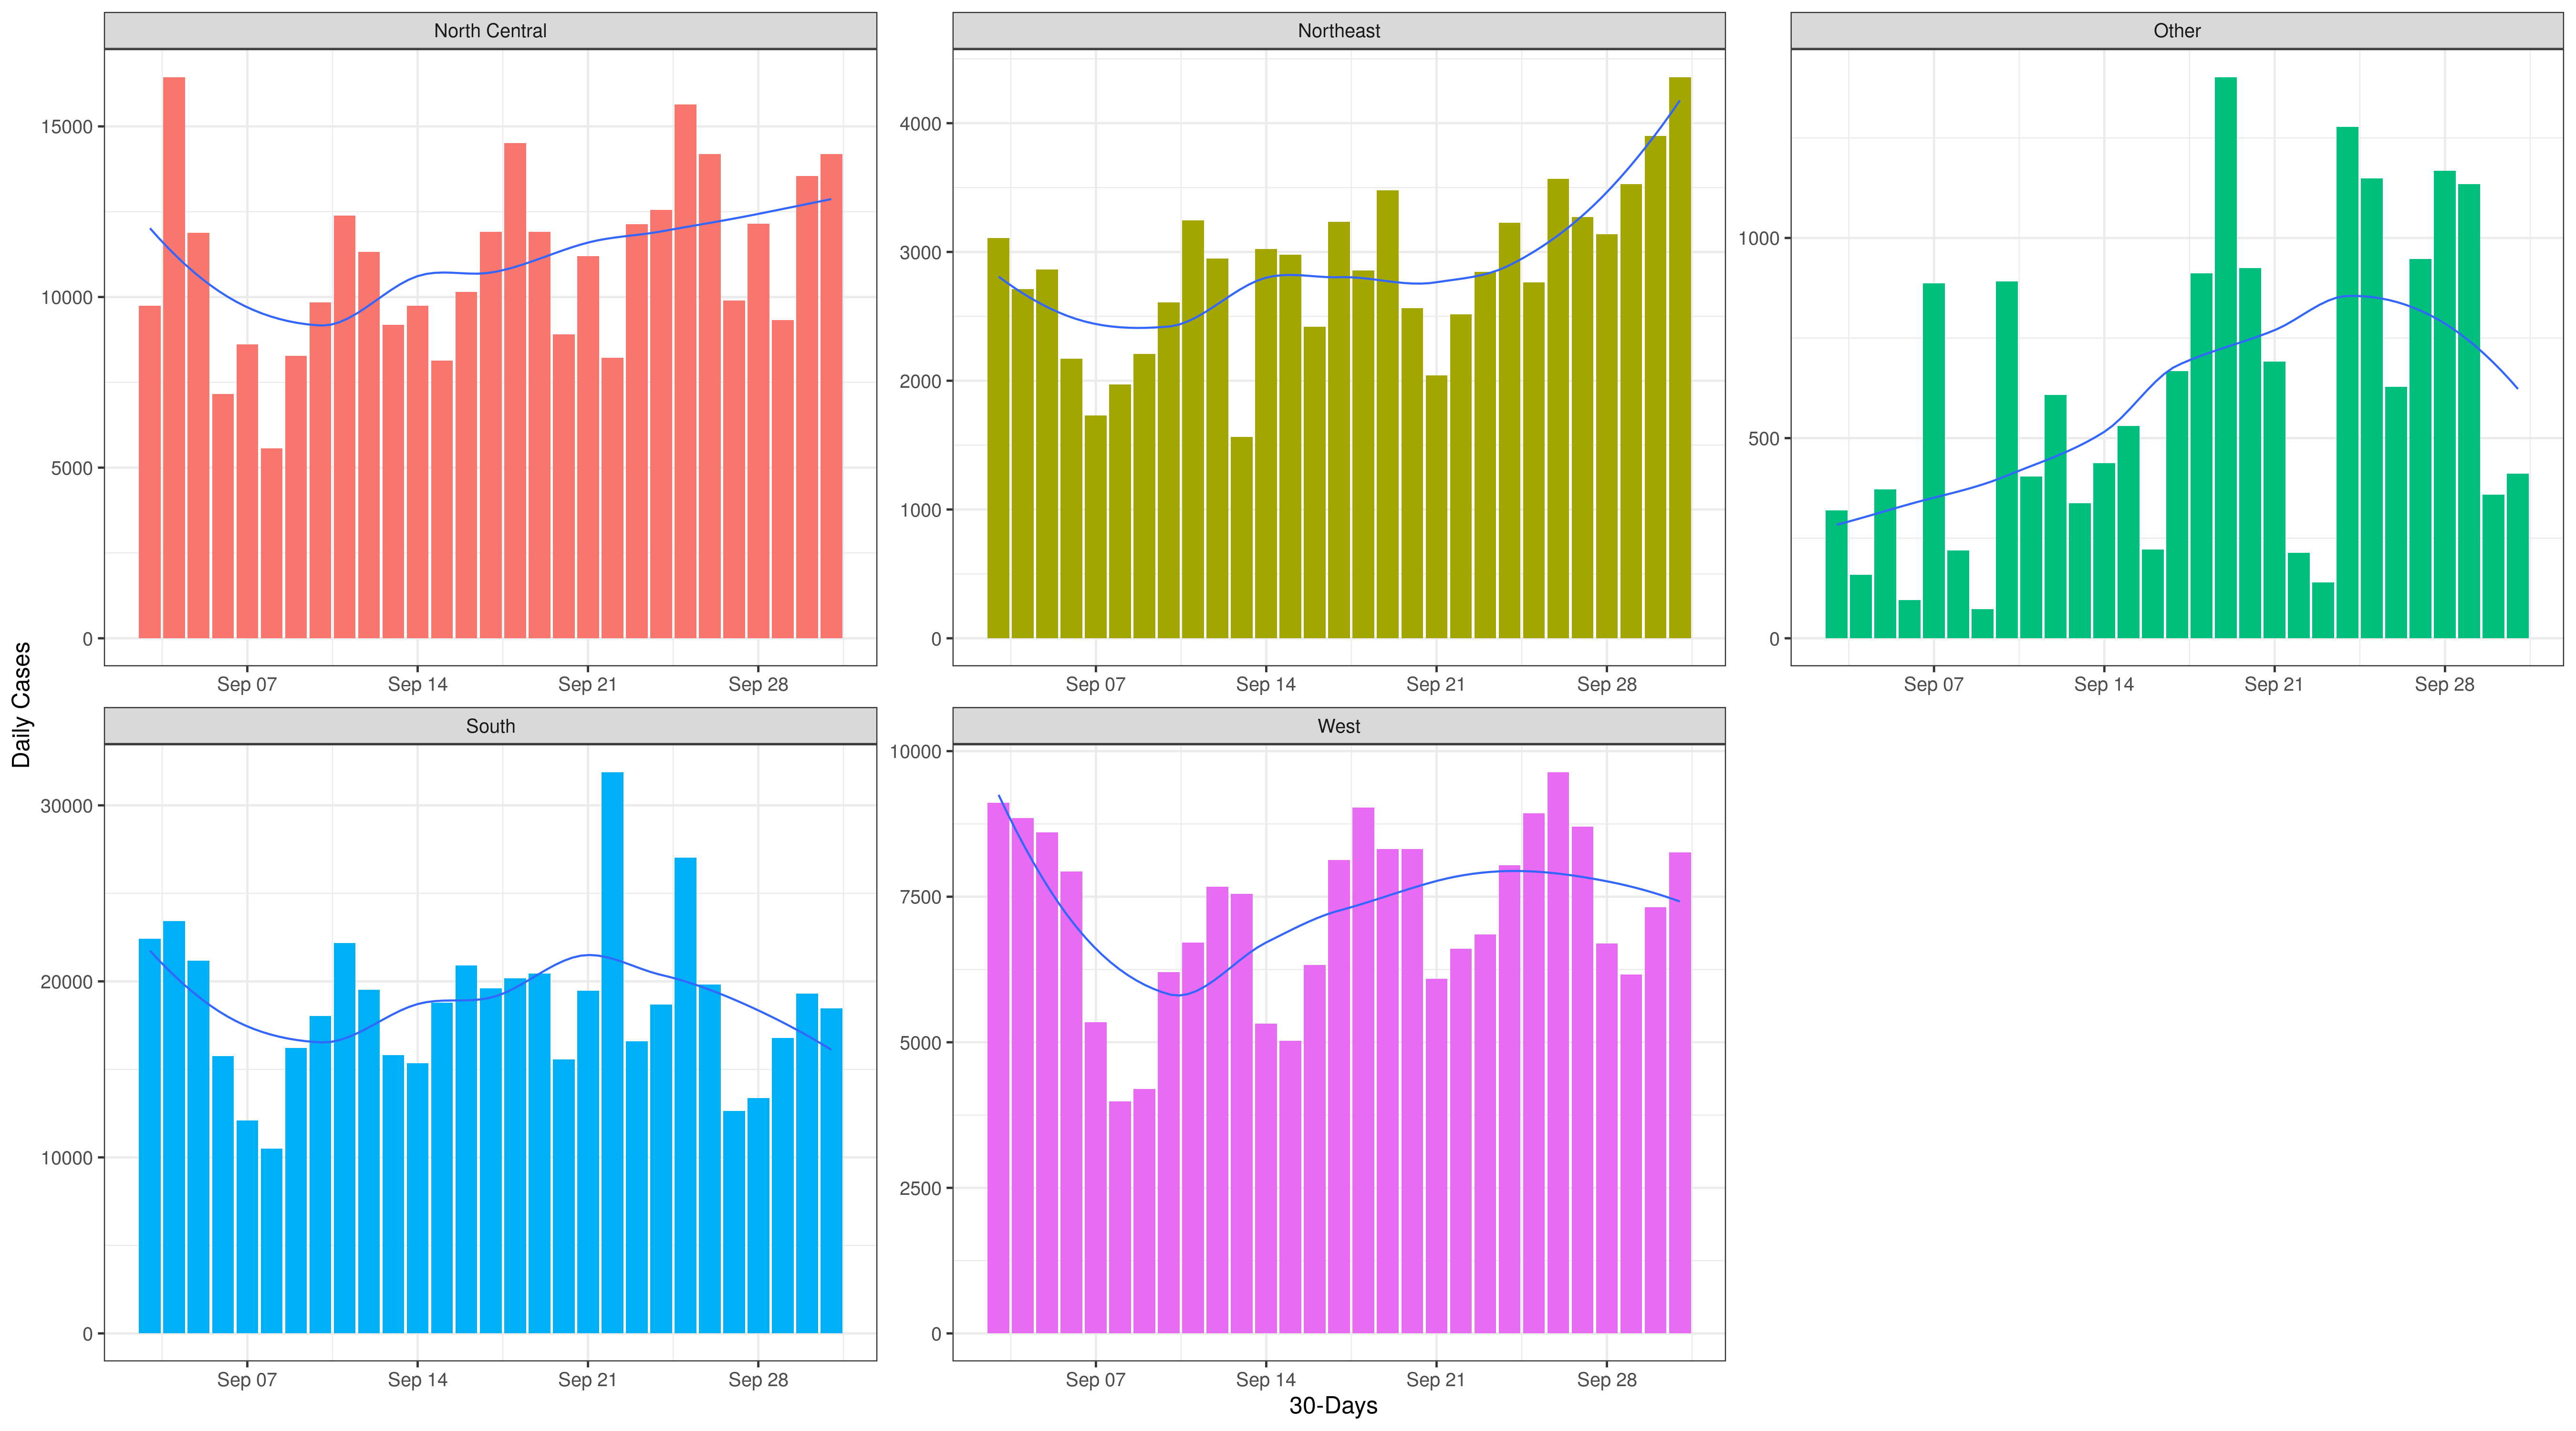 North Central
Northeast
Other
15000
10000
5000
0
4000
3000
2000
1000
0
1000
500
0
Sep 07 Sep 14 Sep 21 Sep 28
Sep 07 Sep 14 Sep 21 Sep 28
Sep 07 Sep 14 Sep 21 Sep 28
Daily Cases
South
West
30000
20000
10000
0
10000
7500
5000
2500
0
Sep 07 Sep 14 Sep 21 Sep 28
Sep 07 Sep 14 Sep 21 Sep 28
30-Days